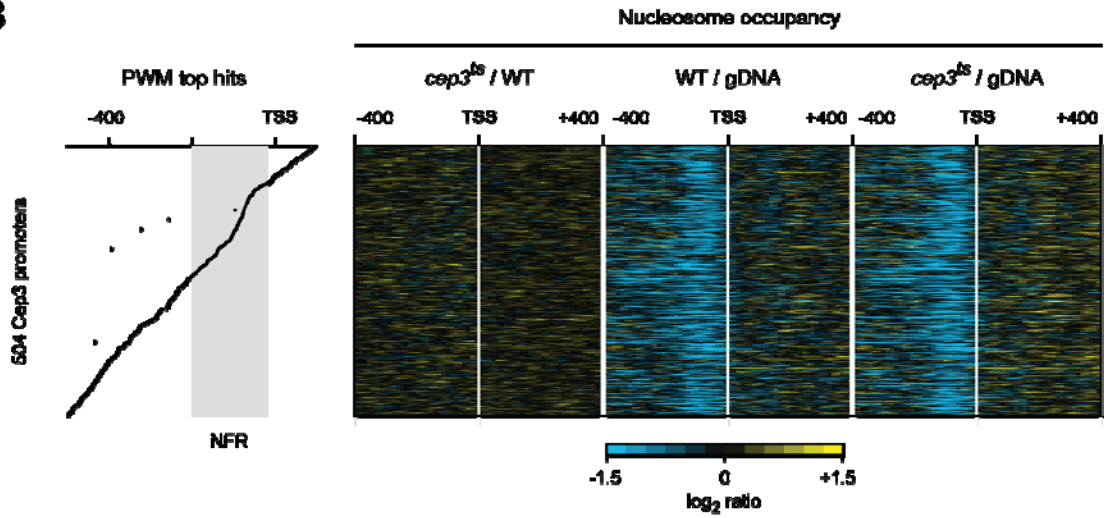 Nucleosome occupancy
PWM top hits
cep3ts / WT
WT / gDNA
cep3ts / gDNA
-400 TSS
-400 TSS +400
-400 TSS +400
-400 TSS +400
504 Cep3 promoters
NFR
-1.5 0 +1.5
log2 ratio